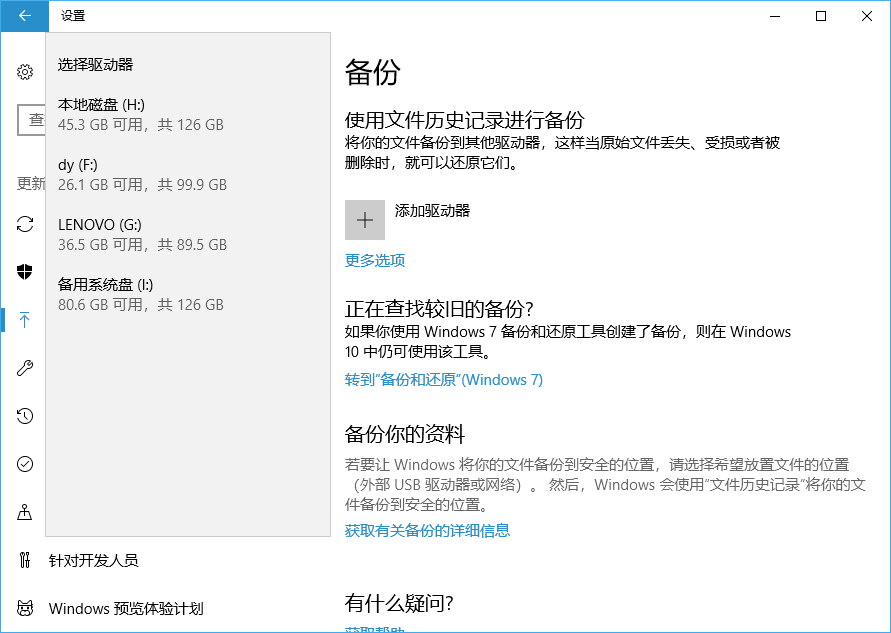 设置
选择驱动器
本地磁盘 (H:)
45.3 GB 可用，共 126 GB
dy (F:)
26.1 GB 可用，共 99.9 GB
LENOVO (G:)
36.5 GB 可用，共 89.5 GB
备用系统盘 (I:)
80.6 GB 可用，共 126 GB
查
更新
针对开发人员
Windows 预览体验计划
备份
使用文件历史记录进行备份
将你的文件备份到其他驱动器，这样当原始文件丢失、受损或者被
删除时，就可以还原它们。
添加驱动器
更多选项
正在查找较旧的备份?
如果你使用 Windows 7 备份和还原工具创建了备份，则在 Windows
10 中仍可使用该工具。
转到"备份和还原"(Windows 7)
备份你的资料
若要让 Windows 将你的文件备份到安全的位置，请选择希望放置文件的位置
（外部 USB 驱动器或网络）。 然后，Windows 会使用"文件历史记录"将你的文
件备份到安全的位置。
获取有关备份的详细信息
有什么疑问?
获取帮助